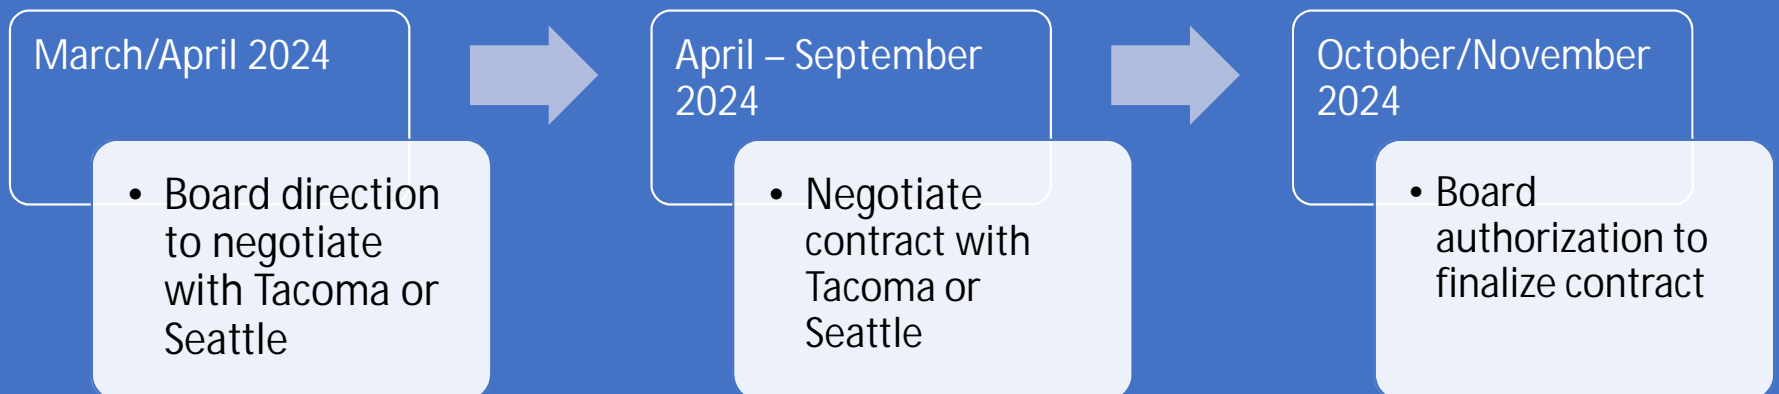 March/April 2024
• Board direction
to negotiate
with Tacoma or
Seattle
April – September
2024
• Negotiate
contract with
Tacoma or
Seattle
October/November
2024
• Board
authorization to
finalize contract